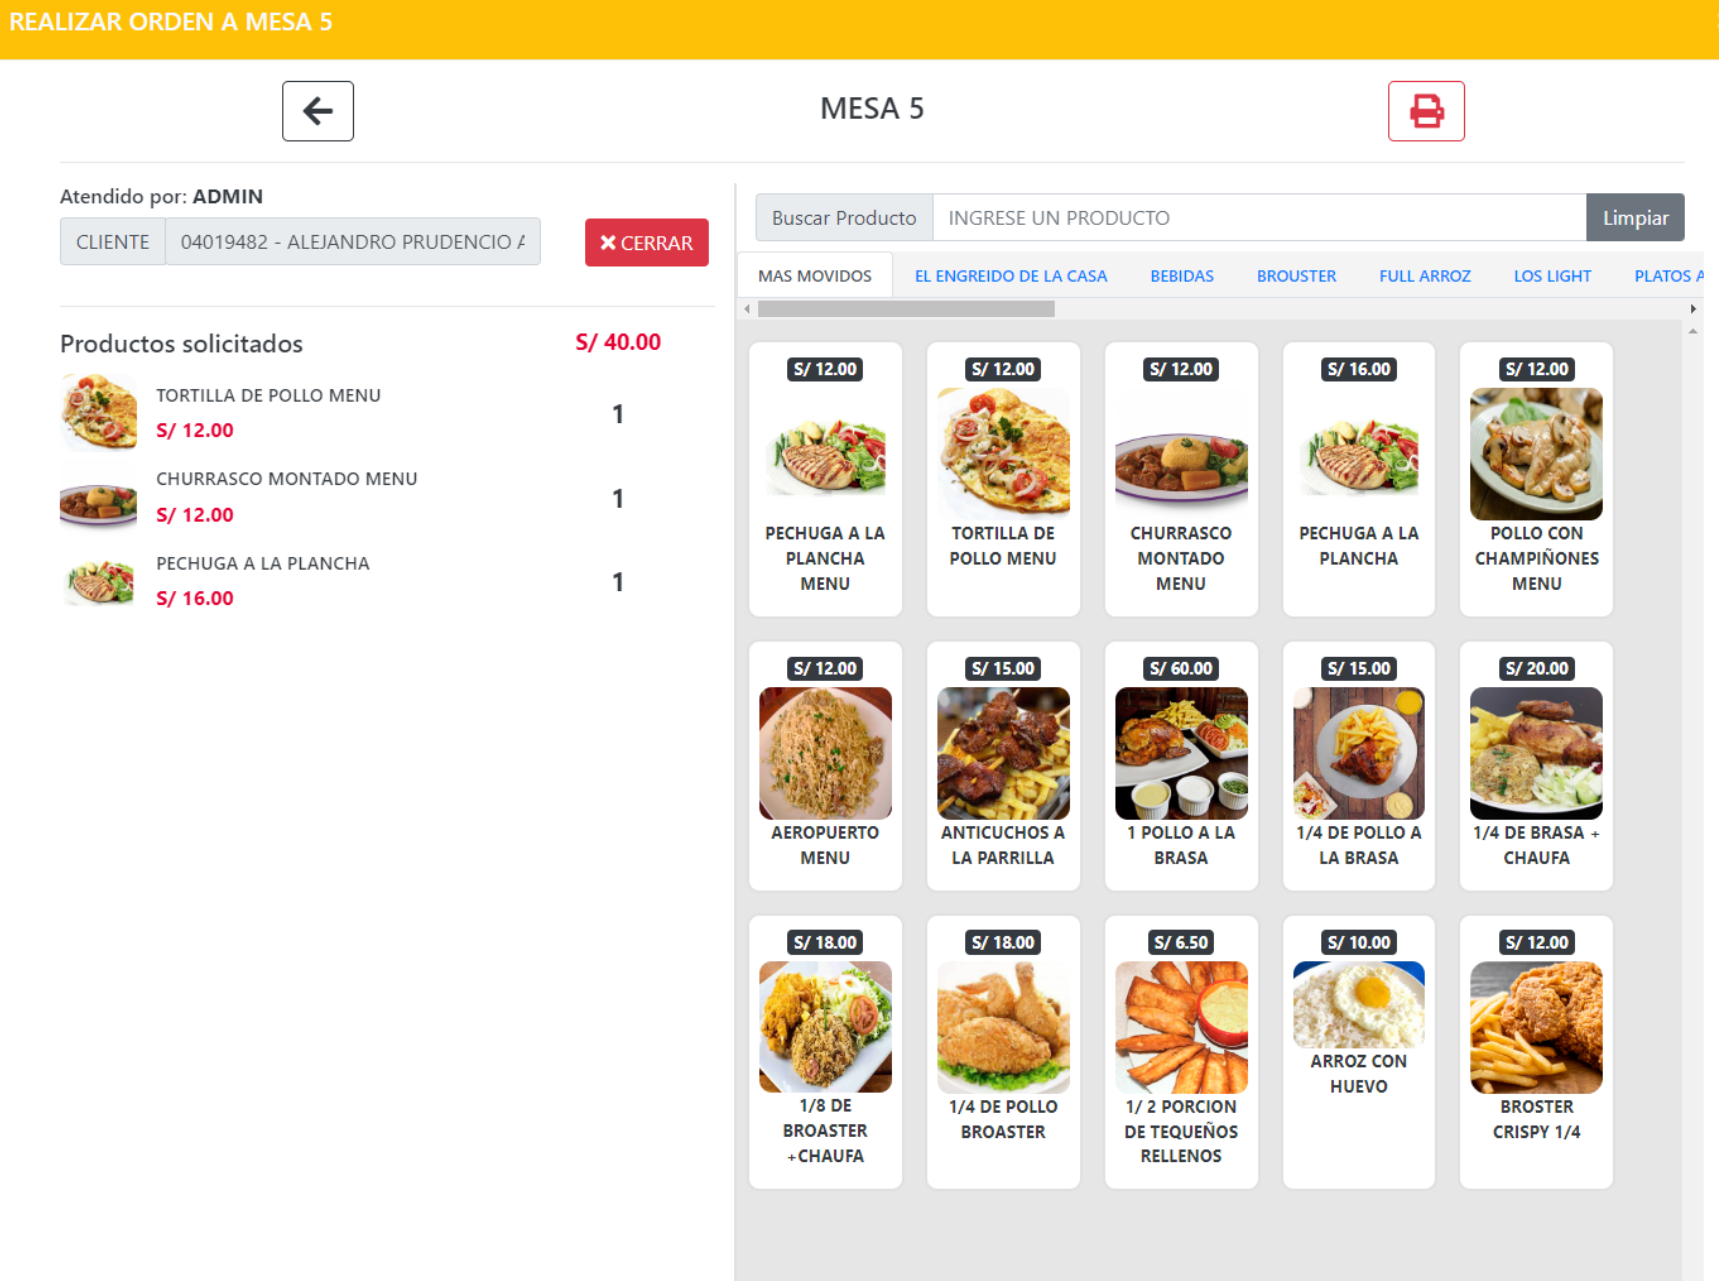 REALIZAR ORDEN A MESA 5
MESA 5
Atendido por: ADMIN
CLIENTE 04019482 - ALEJANDRO PRUDENCIO
CERRAR
Productos solicitados S/ 40.00
TORTILLA DE POLLO MENU
S/ 12.00
1
CHURRASCO MONTADO MENU
S/ 12.00
1
PECHUGA A LA PLANCHA
S/ 16.00
1
Buscar Producto INGRESE UN PRODUCTO Limpiar
MAS MOVIDOS EL ENGREIDO DE LA CASA BEBIDAS BROUSTER FULL ARROZ LOS LIGHT PLATOS A
S/ 12.00
PECHUGA A LA
PLANCHA
MENU
S/ 12.00
TORTILLA DE
POLLO MENU
S/ 12.00
CHURRASCO
MONTADO
MENU
S/ 16.00
PECHUGA A LA
PLANCHA
S/ 12.00
POLLO CON
CHAMPIÑONES
MENU
S/ 12.00
AEROPUERTO
MENU
S/ 15.00
ANTICUCHOS A
LA PARRILLA
S/ 60.00
1 POLLO A LA
BRASA
S/ 15.00
1/4 DE POLLO A
LA BRASA
S/ 20.00
1/4 DE BRASA +
CHAUFA
S/ 18.00
1/8 DE
BROASTER
+CHAUFA
S/ 18.00
1/4 DE POLLO
BROASTER
S/ 6.50
1/ 2 PORCION
DE TEQUEÑOS
RELLENOS
S/ 10.00
ARROZ CON
HUEVO
S/ 12.00
BROSTER
CRISPY 1/4